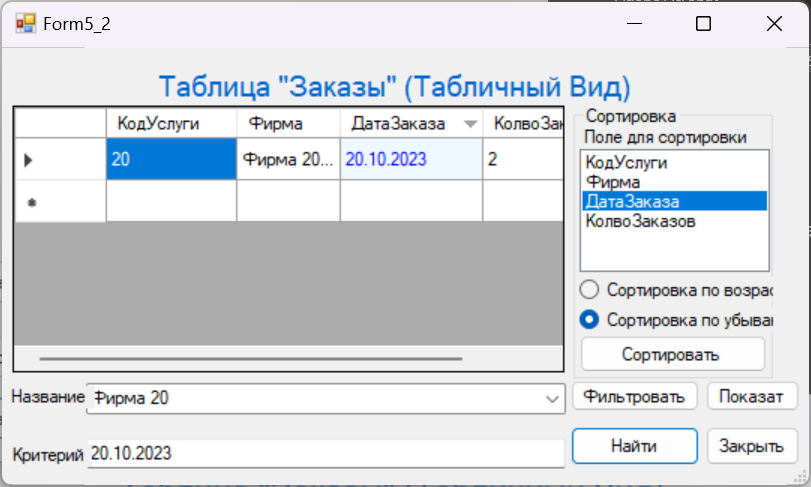 Form5_2
Таблица "Заказы" (Табличный Вид)
КодУслуги Фирма ДатаЗаказа КолвоЗак
20 Фирма 20... 20.10.2023 2
Сортировка
Поле для сортировки
КодУслуги
Фирма
ДатаЗаказа
КолвоЗаказов
Сортировка по возрас
Сортировка по убыва
Сортировать
Название Фирма 20 Фильтровать Показат
Критерий 20.10.2023 Найти Закрыть